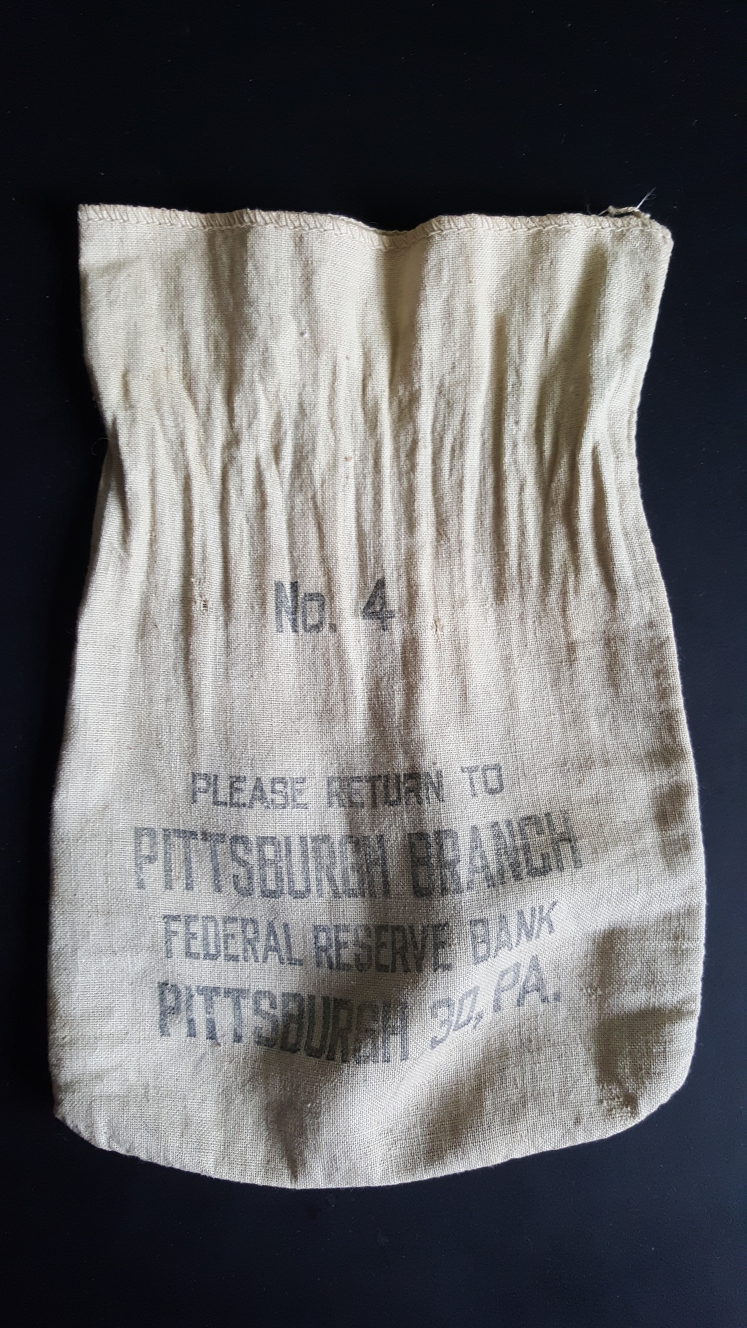 No. 4
PLEASE RETURN TO
PITTSBURGH BRANCH
FEDERAL RESERVE BANK
PITTSBURGH 30, PA.